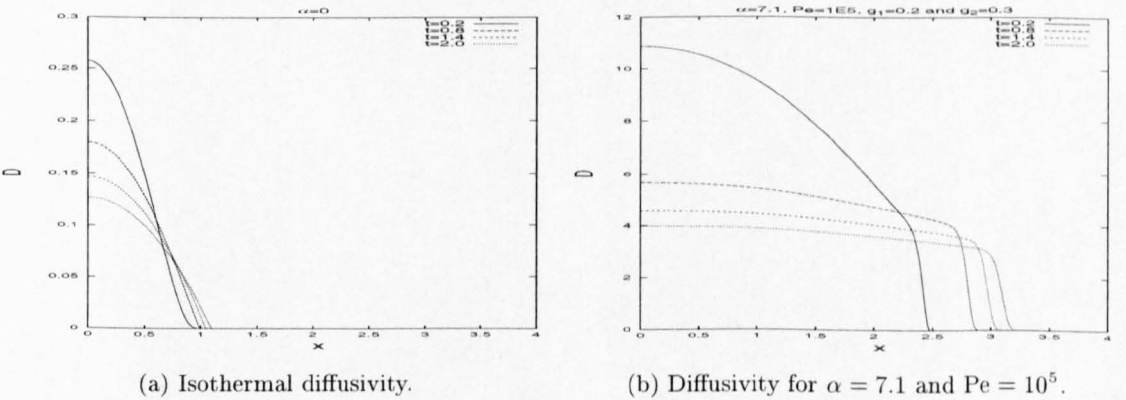 α=0
t=0.2
t=0.8
t=1.4
t=2.0
0.3
0.25
0.2
0.15
0.1
0.05
0
D
0 0.5 1 1.5 2 2.5 3 3.5 4
x
(a) Isothermal diffusivity.
α=7.1, Pe=1E5, g₁=0.2 and g₂=0.3
t=0.2
t=0.8
t=1.4
t=2.0
12
10
8
6
4
2
0
D
0 0.5 1 1.5 2 2.5 3 3.5 4
x
(b) Diffusivity for α = 7.1 and Pe = 10⁵.